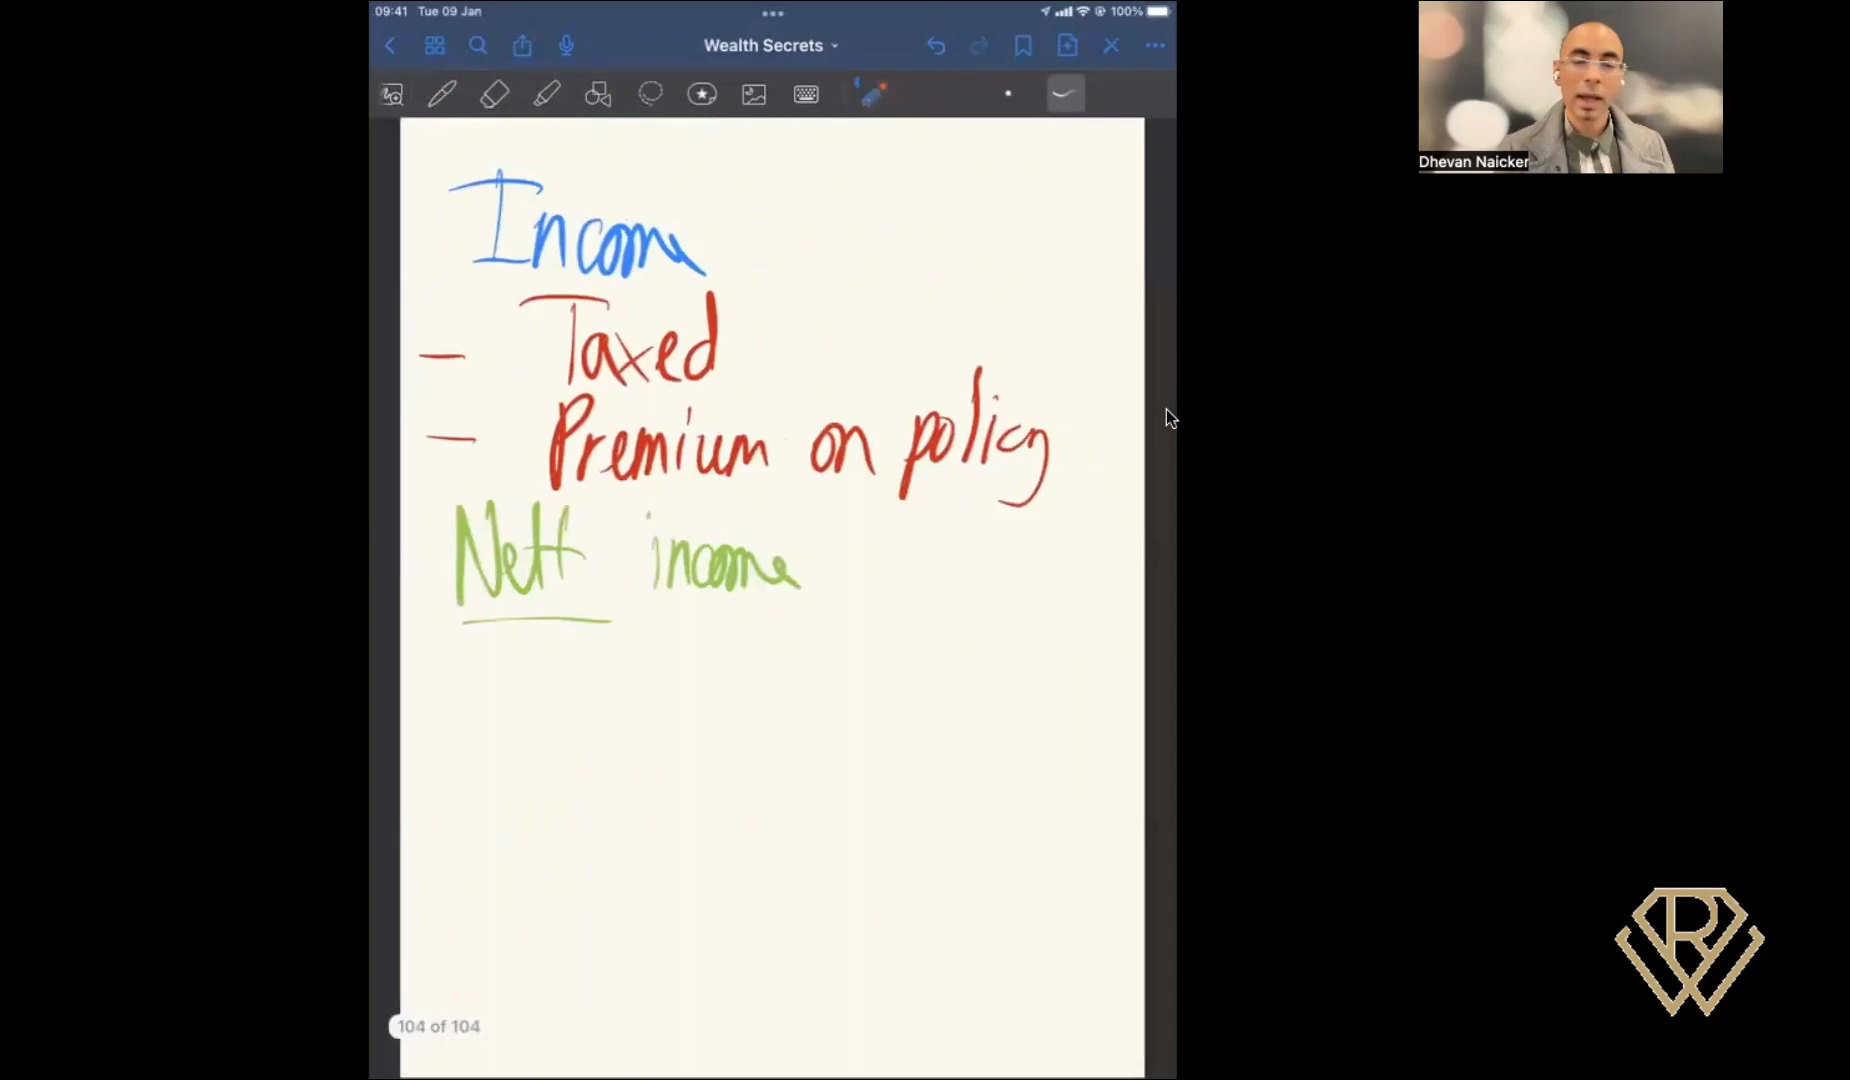 09:41 Tue 09 Jan
100%
Wealth Secrets
Dhevan Naicker
Income
- Taxed
- Premium on policy
Nett income
104 of 104
RW